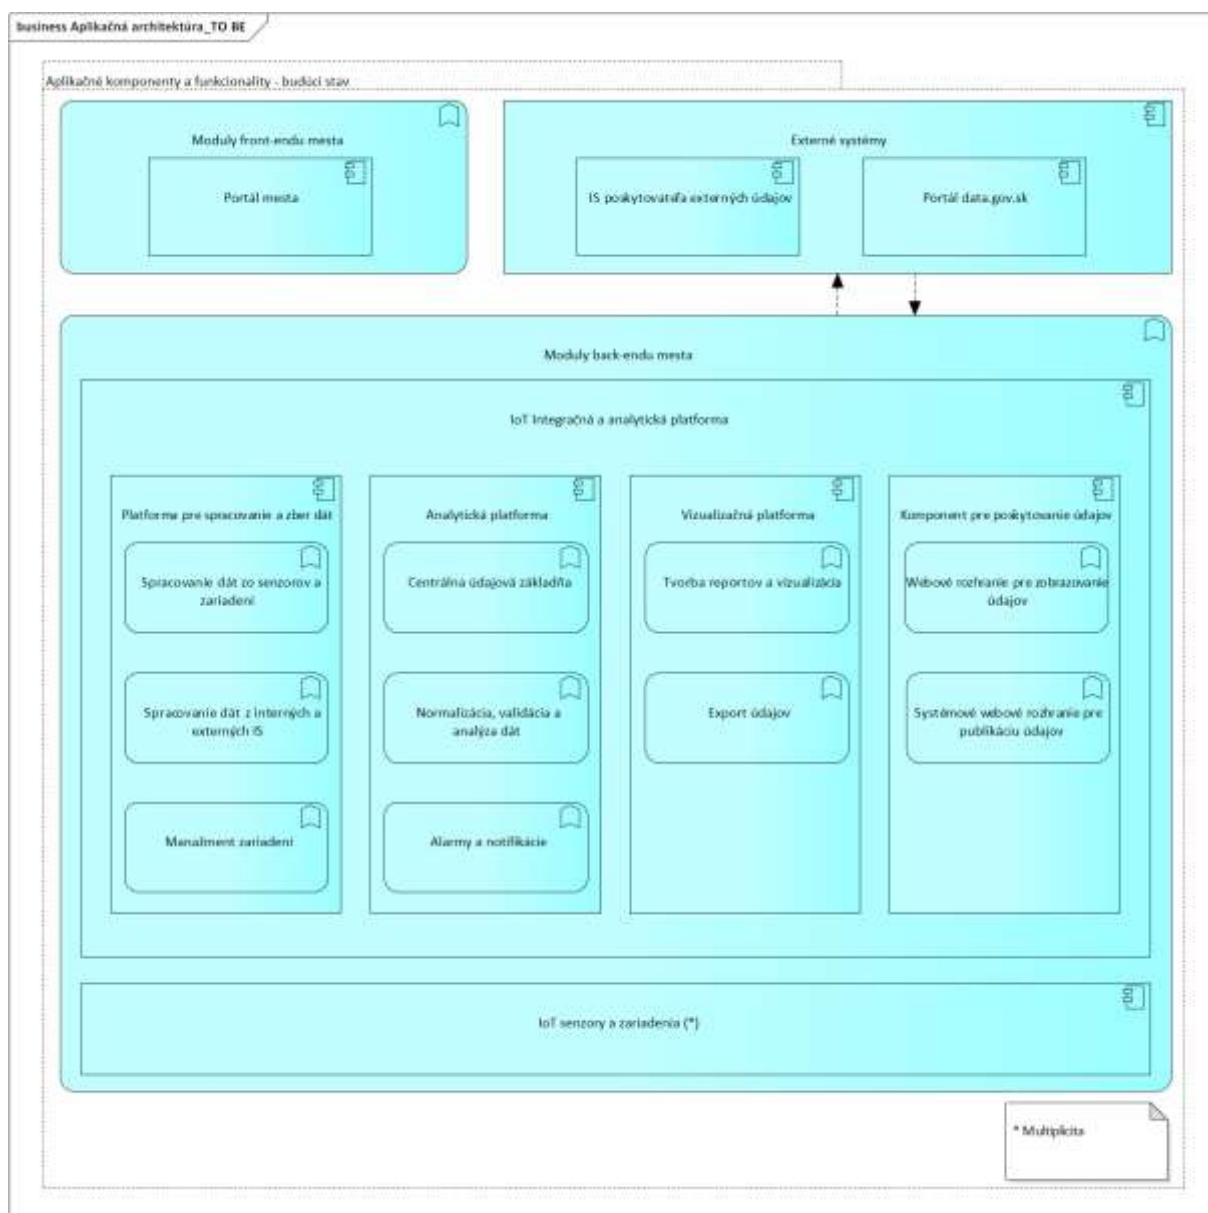 business Aplikačná architektúra_TO BE
Aplikačné komponenty a funkcionality - budúci stav
Moduly front-endu mesta
Portál mesta
Externé systémy
IS poskytovateľa externých údajov
Portál data.gov.sk
Moduly back-endu mesta
IoT Integračná a analytická platforma
Platforma pre spracovanie a zber dát
Spracovanie dát zo senzorov a
zariadení
Spracovanie dát z interných a
externých IS
Manažment zariadení
Analytická platforma
Centrálna údajová základňa
Normalizácia, validácia a
analýza dát
Alarmy a notifikácie
Vizualizačná platforma
Tvorba reportov a vizualizácia
Export údajov
Komponent pre poskytovanie údajov
Webové rozhranie pre zobrazovanie
údajov
Systémové webové rozhranie pre
publikáciu údajov
IoT senzory a zariadenia (*)
* Multiplicita